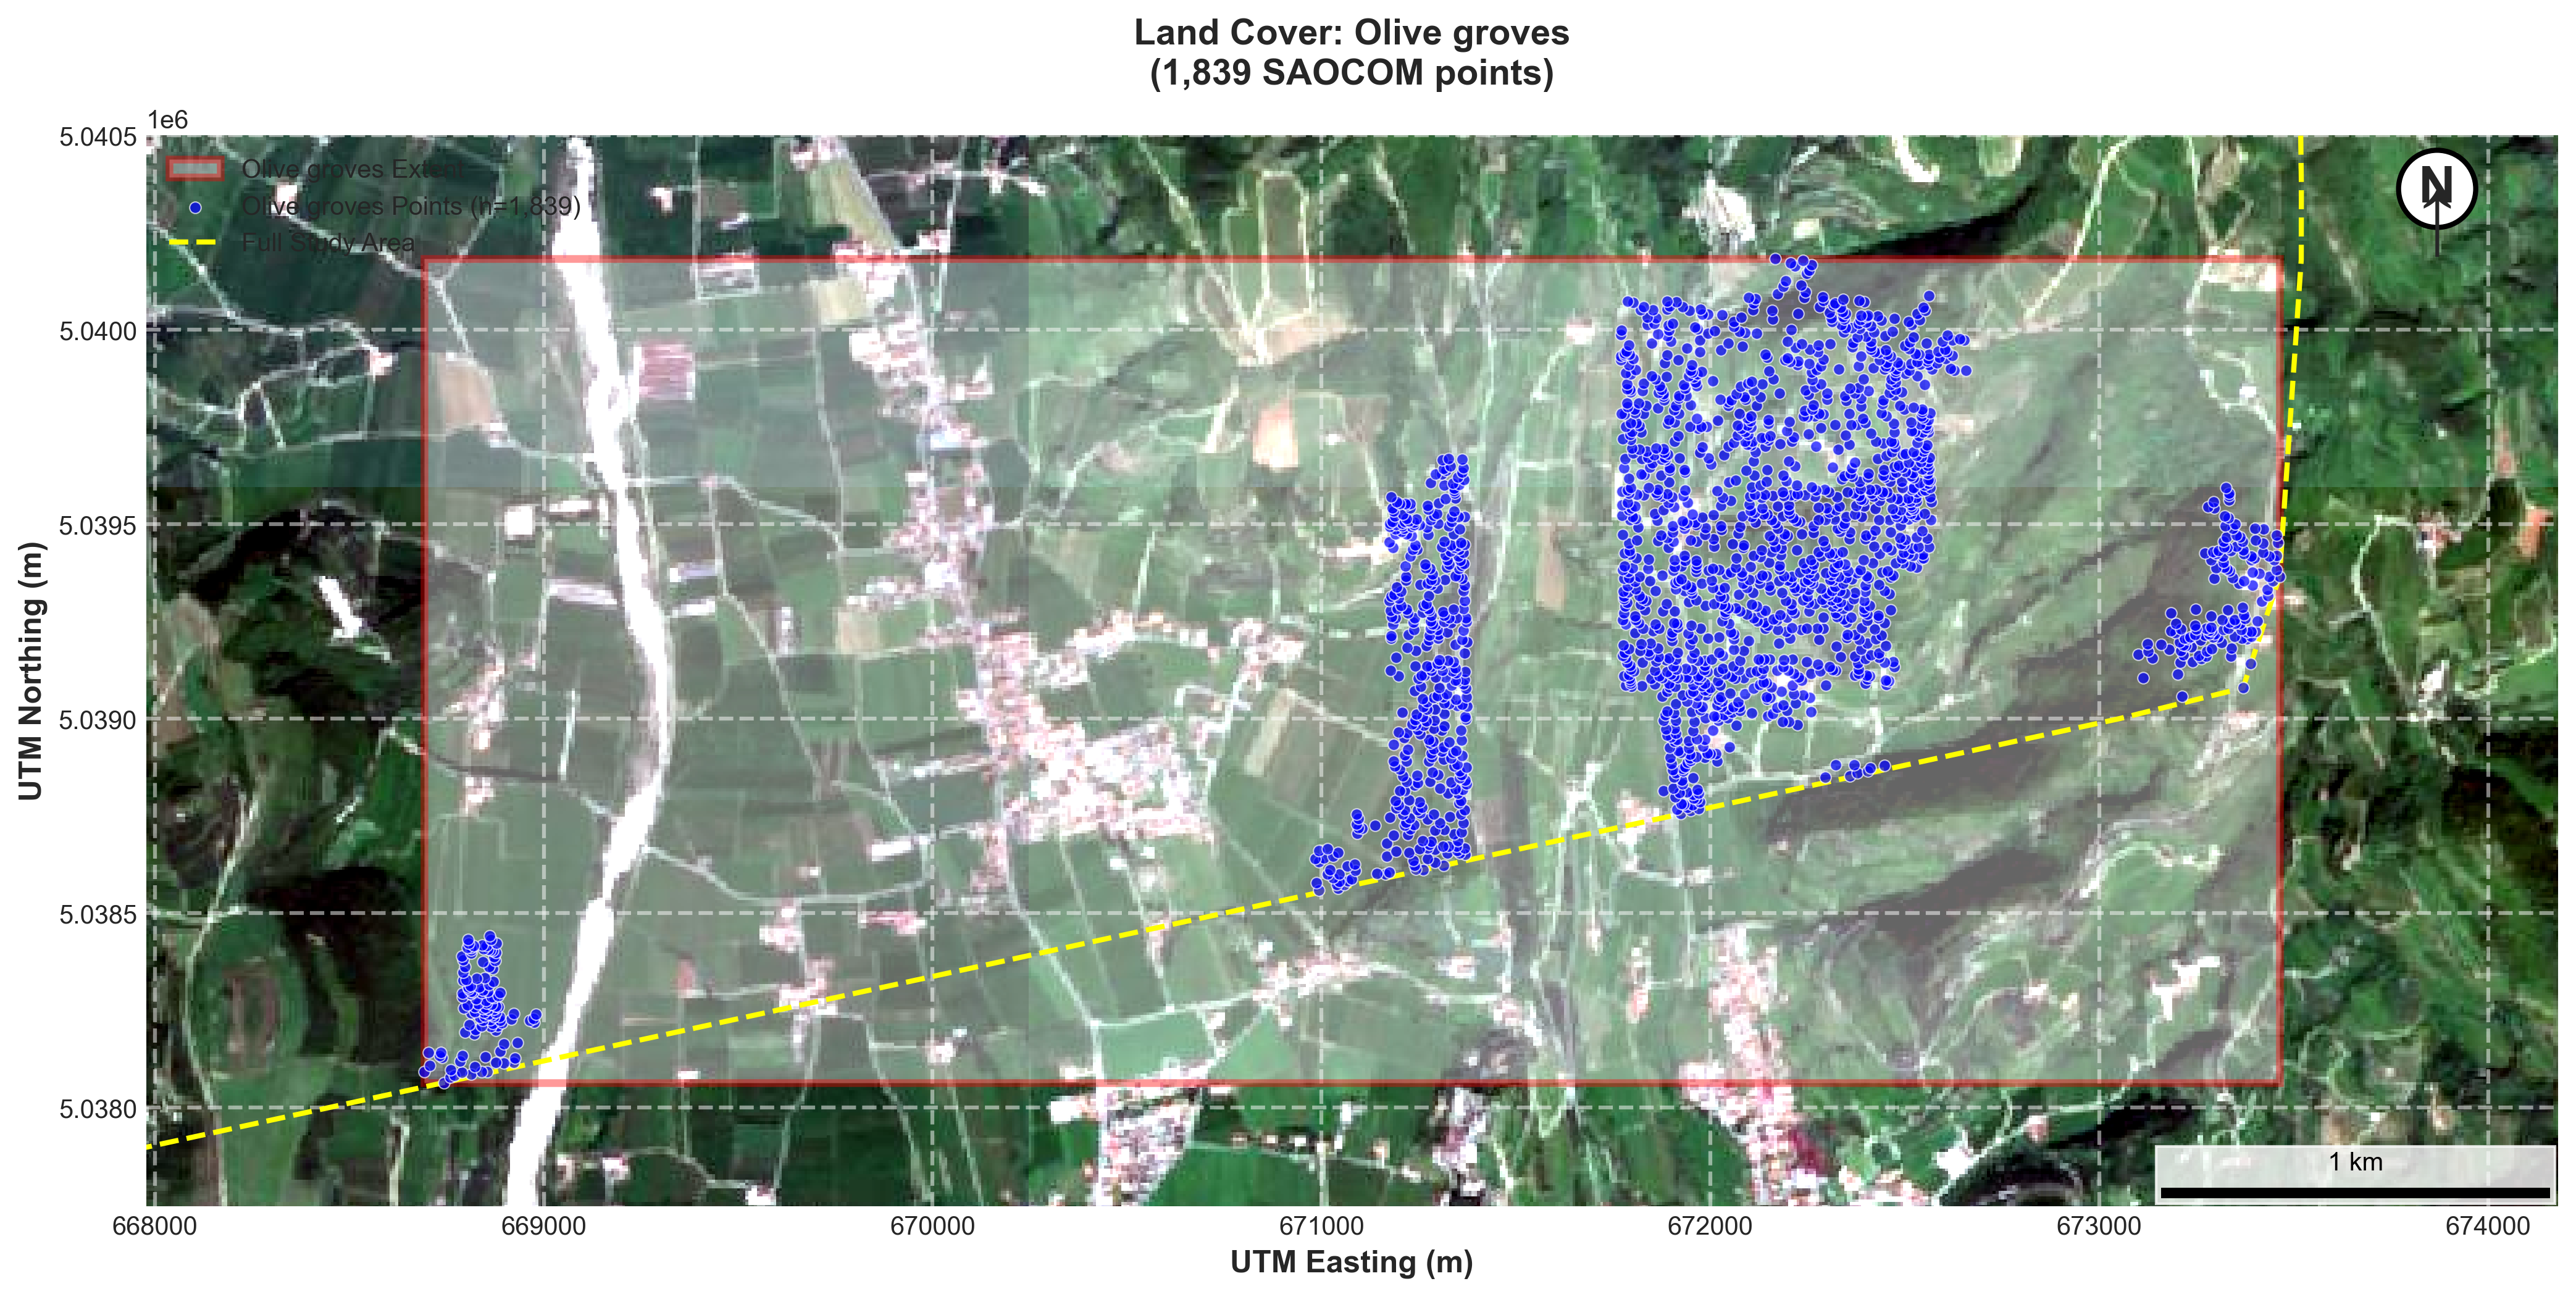 Land Cover: Olive groves
(1,839 SAOCOM points)
1e6
5.0405
5.0400
5.0395
5.0390
5.0385
5.0380
UTM Northing (m)
Olive groves Extent
Olive groves Points (n=1,839)
Full Study Area
N
1 km
668000
669000
670000
671000
672000
673000
674000
UTM Easting (m)